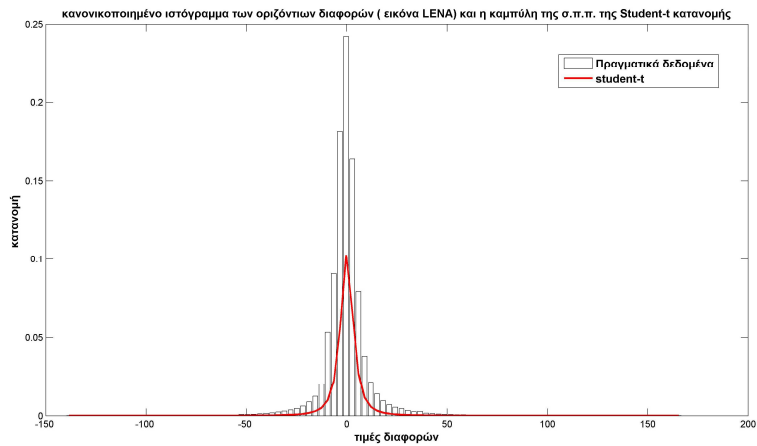 κανονικοποιημένο ιστόγραμμα των οριζόντιων διαφορών ( εικόνα LENA) και η καμπύλη της σ.π.π. της Student-t κατανομής
0.25
0.2
0.15
0.1
0.05
0
κατανομή
Πραγματικά δεδομένα
student-t
-150 -100 -50 0 50 100 150 200
τιμές διαφορών